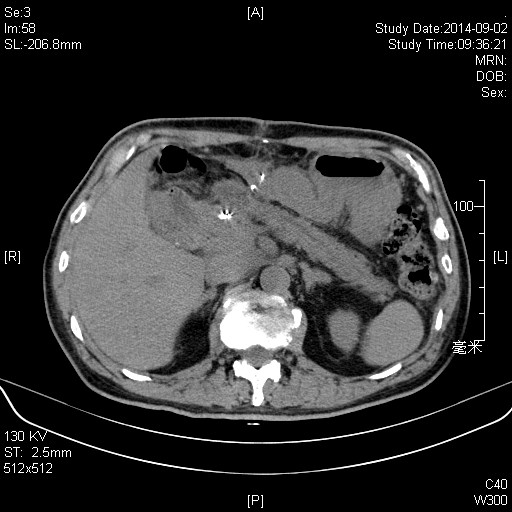 Se:3
Im:58
SL:-206.8mm
[A]
.
Study Date:2014-09-02
Study Time:09:36:21
MRN:
DOB:
Sex:
100
[R]
[L]
毫米
130 KV
ST: 2.5mm
512x512
[P]
C40
W300